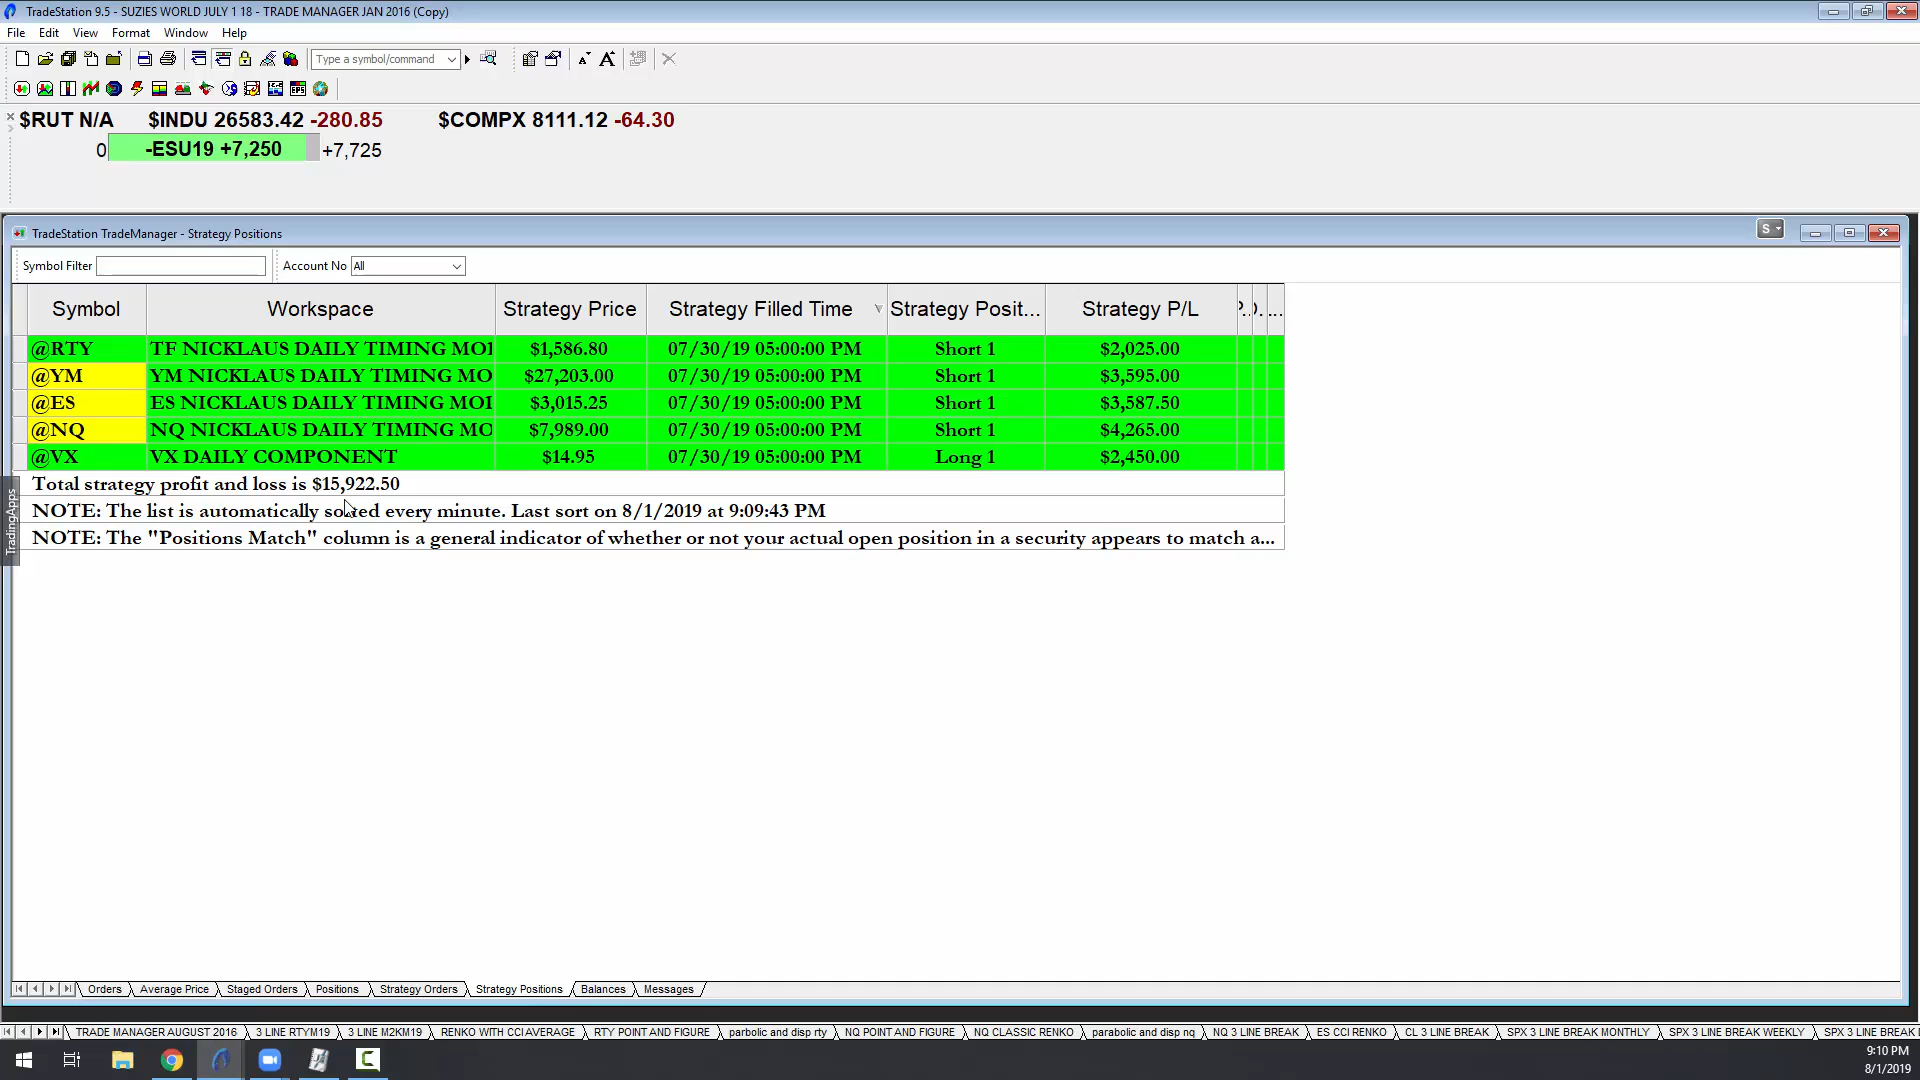 TradeStation 9.5 - SUZIES WORLD JULY 1 18 - TRADE MANAGER JAN 2016 (Copy)
File Edit View Format Window Help
Type a symbol/command
$RUT N/A $INDU 26583.42 -280.85 $COMPX 8111.12 -64.30
0 -ESU19 +7,250 +7,725
TradeStation TradeManager - Strategy Positions S
Symbol Filter Account No All
Symbol Workspace Strategy Price Strategy Filled Time Strategy Posit... Strategy P/L
@RTY TF NICKLAUS DAILY TIMING MO $1,586.80 07/30/19 05:00:00 PM Short 1 $2,025.00
@YM YM NICKLAUS DAILY TIMING MO $27,203.00 07/30/19 05:00:00 PM Short 1 $3,595.00
@ES ES NICKLAUS DAILY TIMING MO $3,015.25 07/30/19 05:00:00 PM Short 1 $3,587.50
@NQ NQ NICKLAUS DAILY TIMING MO $7,989.00 07/30/19 05:00:00 PM Short 1 $4,265.00
@VX VX DAILY COMPONENT $14.95 07/30/19 05:00:00 PM Long 1 $2,450.00
Total strategy profit and loss is $15,922.50
NOTE: The list is automatically sorted every minute. Last sort on 8/1/2019 at 9:09:43 PM
NOTE: The "Positions Match" column is a general indicator of whether or not your actual open position in a security appears to match a...
TradingApps
Orders Average Price Staged Orders Positions Strategy Orders Strategy Positions Balances Messages
TRADE MANAGER AUGUST 2016 3 LINE RTYM19 3 LINE M2KM19 RENKO WITH CCI AVERAGE RTY POINT AND FIGURE parbolic and disp rty NQ POINT AND FIGURE NQ CLASSIC RENKO parabolic and disp nq NQ 3 LINE BREAK ES CCI RENKO CL 3 LINE BREAK SPX 3 LINE BREAK MONTHLY SPX 3 LINE BREAK WEEKLY SPX 3 LINE BREAK
9:10 PM
8/1/2019